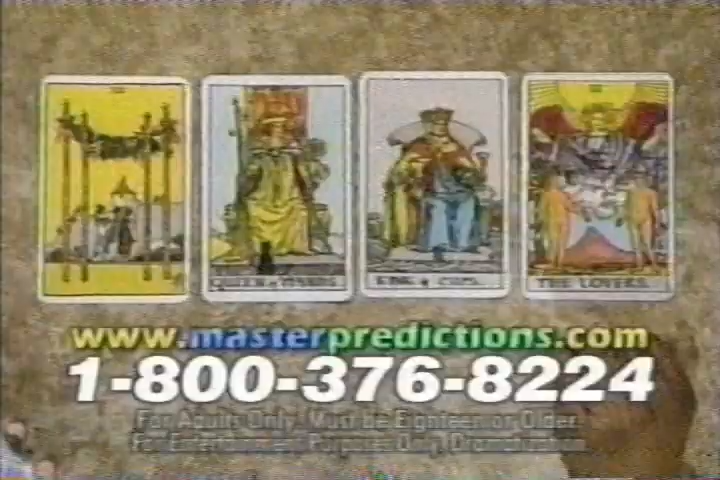 QUEEN of WANDS.
KING of CUPS.
THE LOVERS.
www.masterpredictions.com
1-800-376-8224
For Adults Only. Must be Eighteen or Older.
For Entertainment Purposes Only. Dramatization.